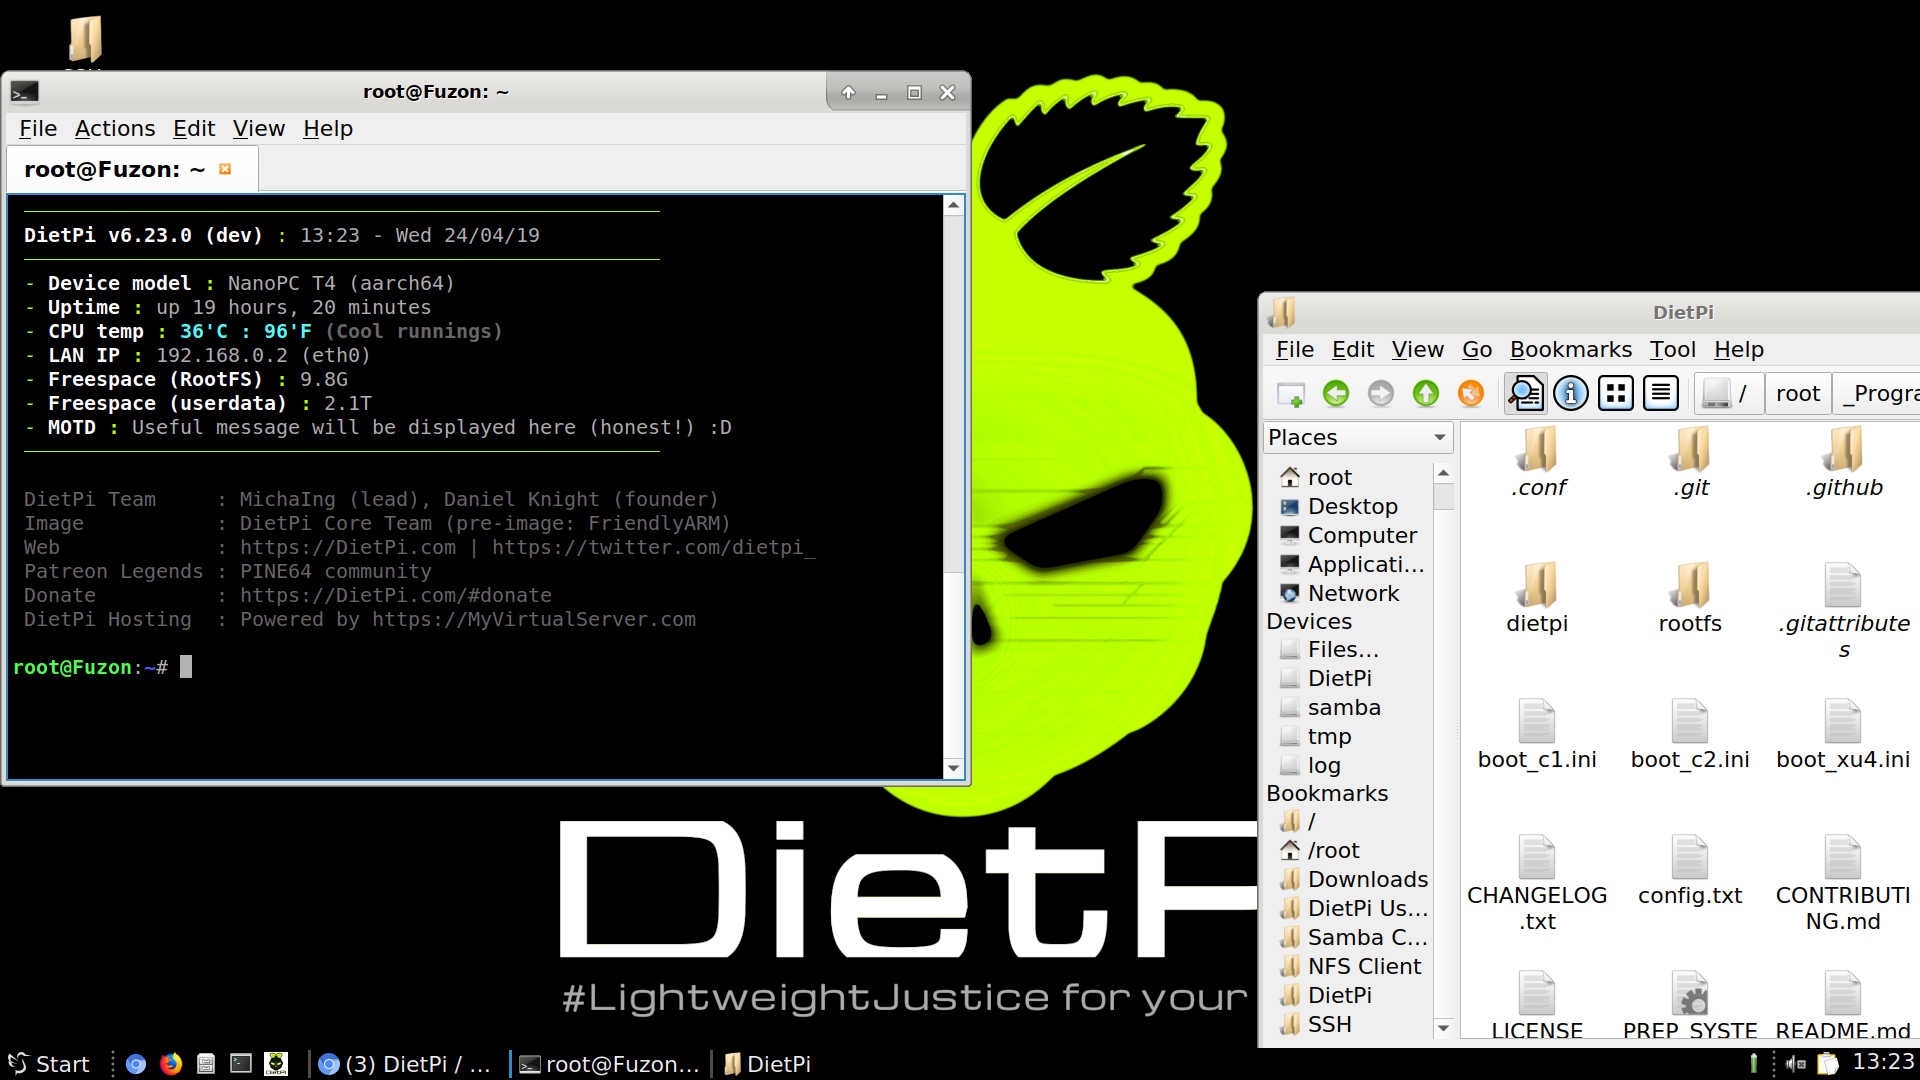 root@Fuzon: ~
File Actions Edit View Help
root@Fuzon: ~
DietPi v6.23.0 (dev) : 13:23 - Wed 24/04/19
- Device model : NanoPC T4 (aarch64)
- Uptime : up 19 hours, 20 minutes
- CPU temp : 36'C : 96'F (Cool runnings)
- LAN IP : 192.168.0.2 (eth0)
- Freespace (RootFS) : 9.8G
- Freespace (userdata) : 2.1T
- MOTD : Useful message will be displayed here (honest!) :D
DietPi Team : MichaIng (lead), Daniel Knight (founder)
Image : DietPi Core Team (pre-image: FriendlyARM)
Web : https://DietPi.com | https://twitter.com/dietpi_
Patreon Legends : PINE64 community
Donate : https://DietPi.com/#donate
DietPi Hosting : Powered by https://MyVirtualServer.com
root@Fuzon:~#
DietP
#LightweightJustice for your
DietPi
File Edit View Go Bookmarks Tool Help
/ root _Progra
Places
root
Desktop
Computer
Applicati...
Network
Devices
Files...
DietPi
samba
tmp
log
Bookmarks
/
/root
Downloads
DietPi Us...
Samba C...
NFS Client
DietPi
SSH
.conf .git .github
dietpi rootfs .gitattribute
s
boot_c1.ini boot_c2.ini boot_xu4.ini
CHANGELOG config.txt CONTRIBUTI
.txt NG.md
LICENSE PREP_SYSTE README.md
Start (3) DietPi / ... root@Fuzon... DietPi 13:23